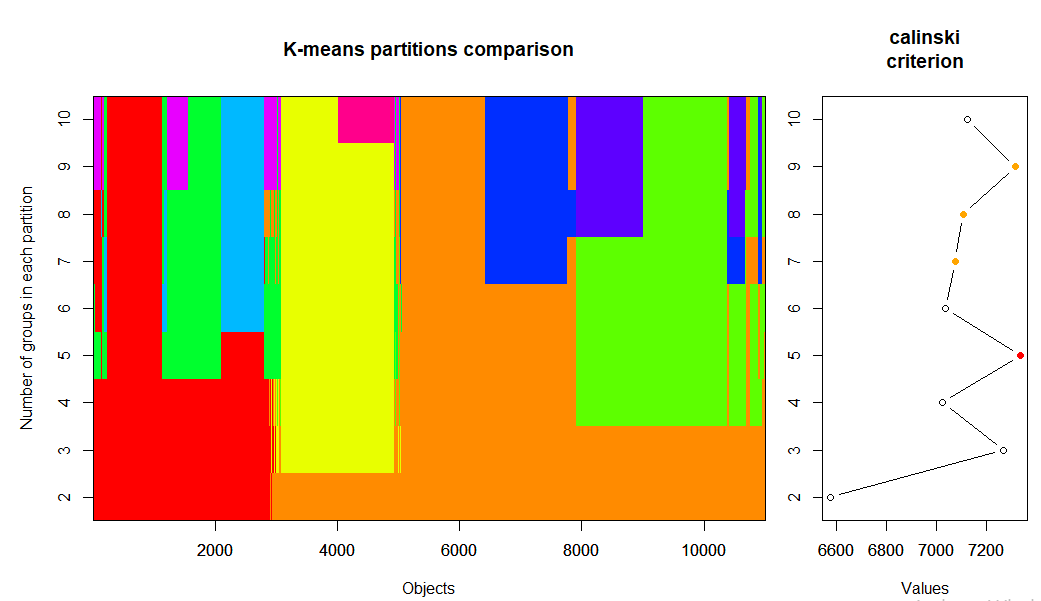 K-means partitions comparison
calinski
criterion
Number of groups in each partition
10
9
8
7
6
5
4
3
2
2000 4000 6000 8000 10000
Objects
10
9
8
7
6
5
4
3
2
6600 6800 7000 7200
Values